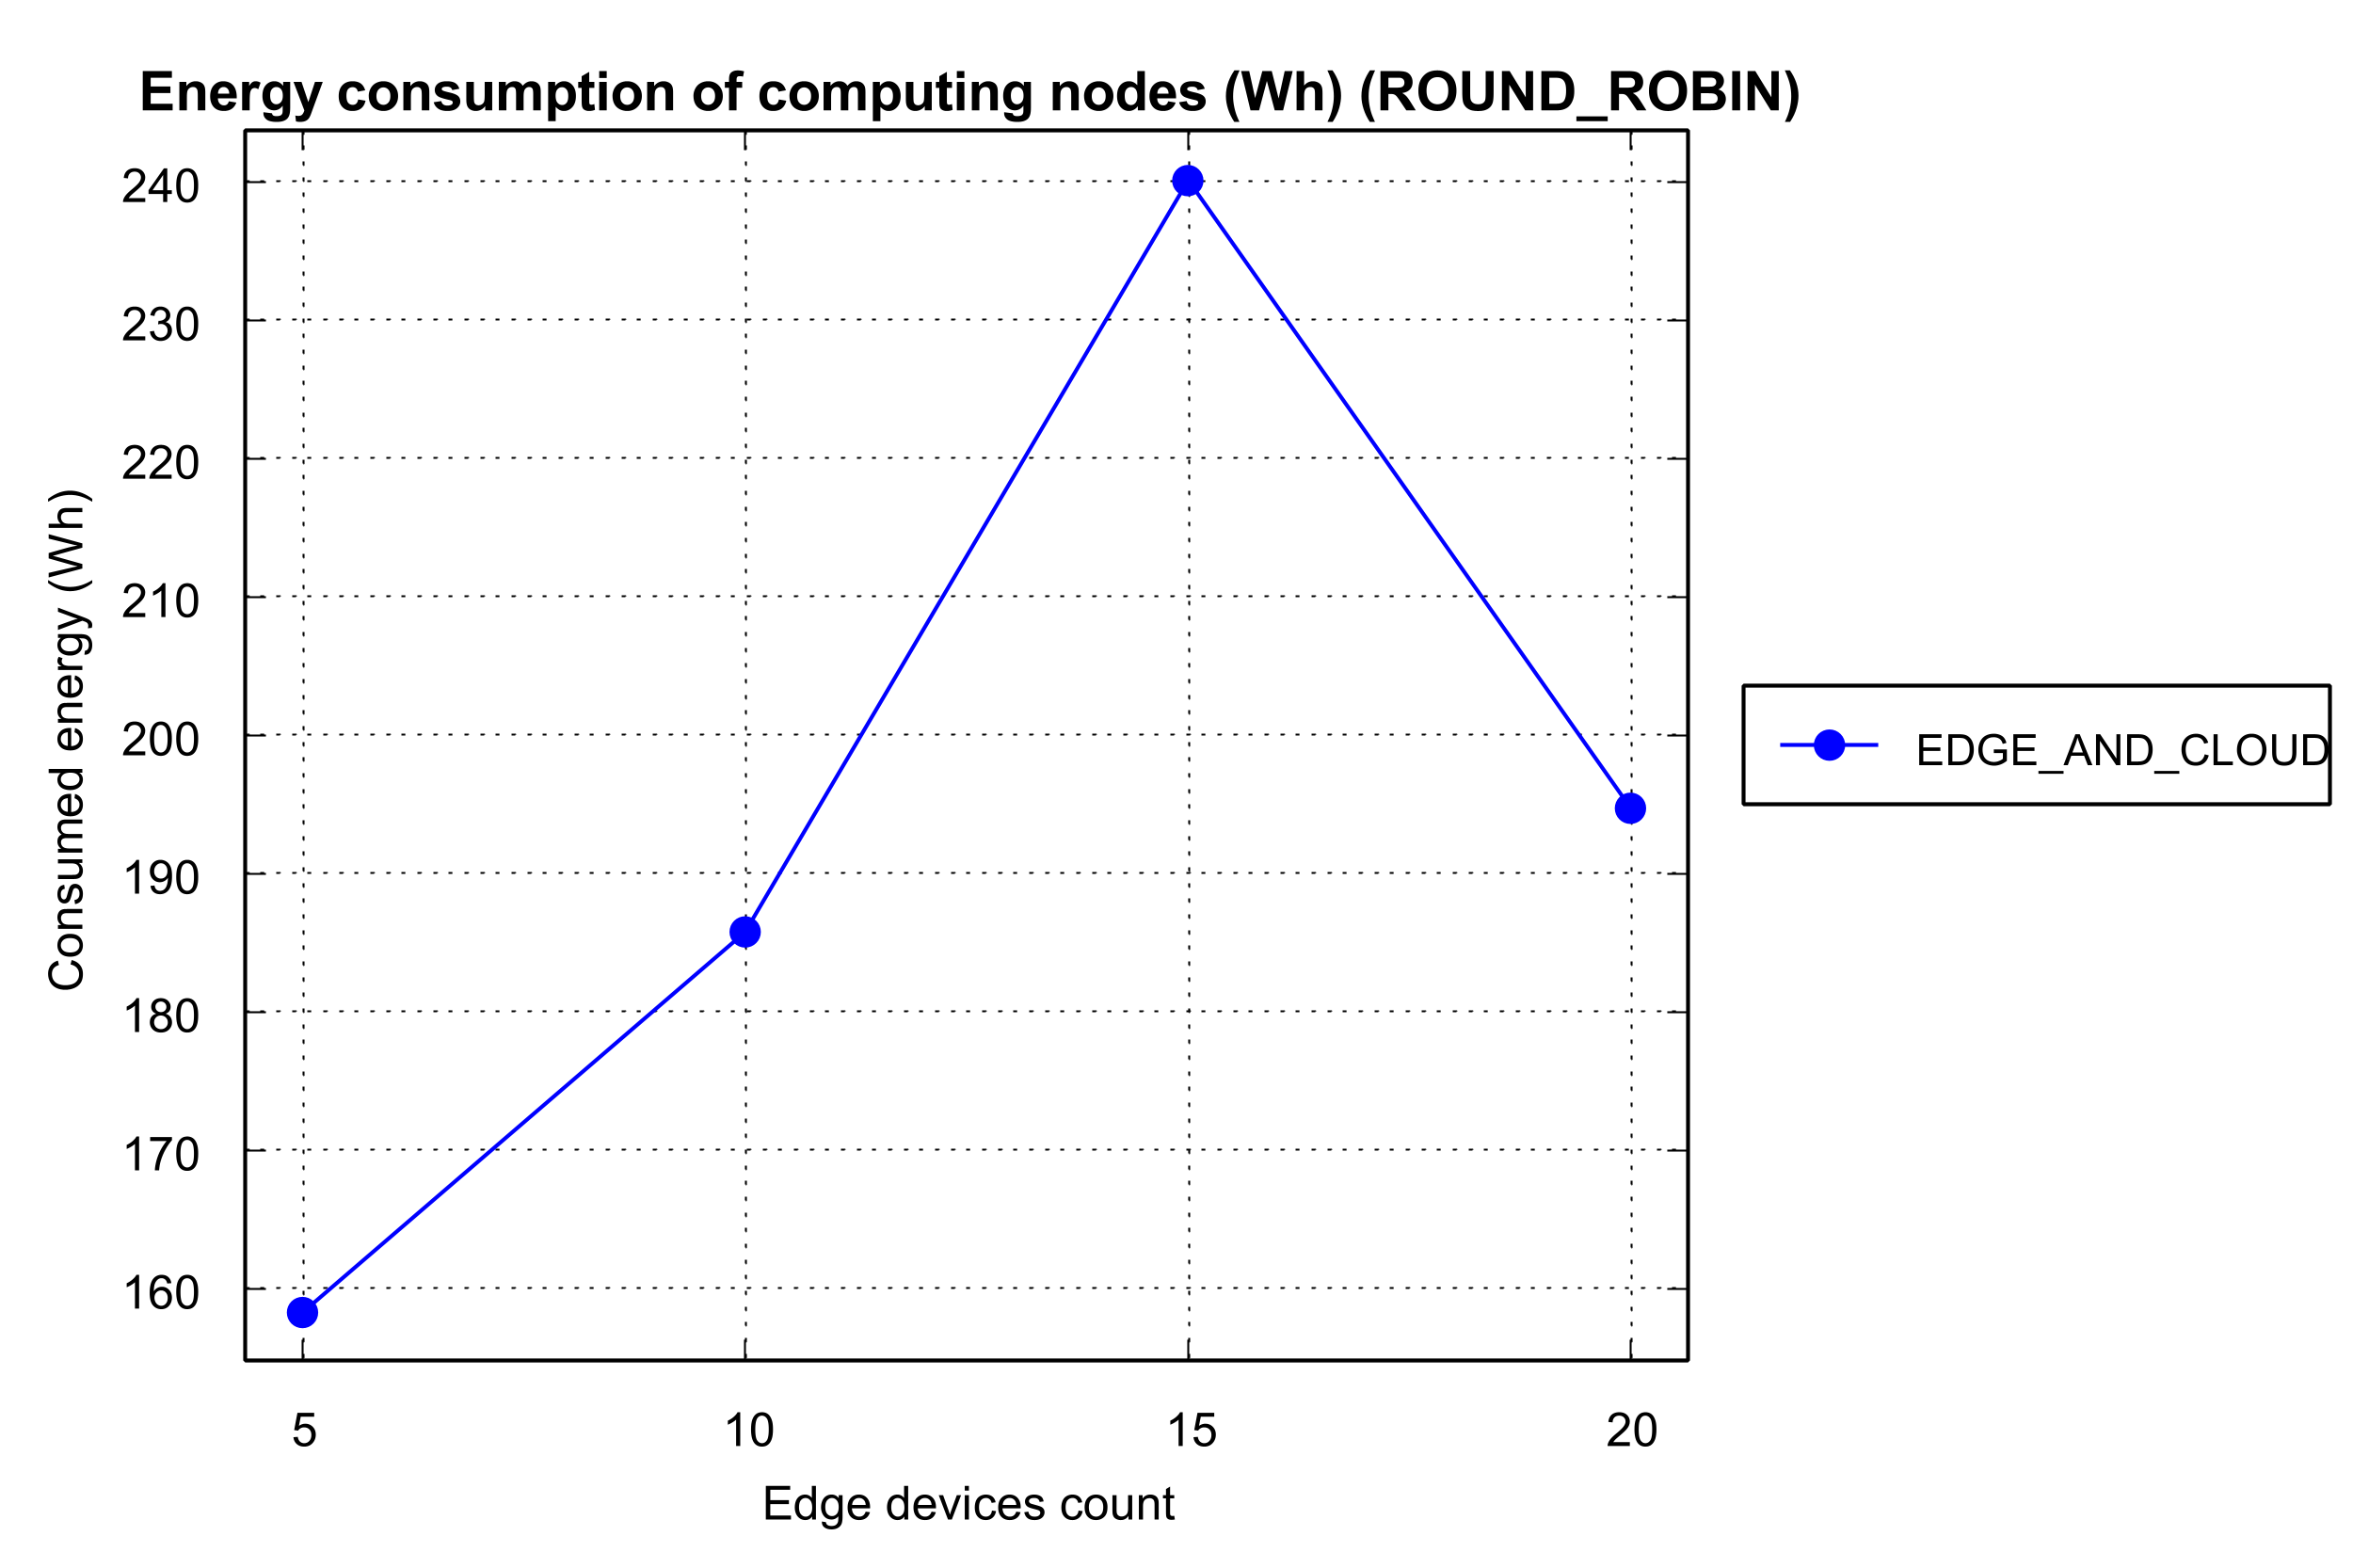 Energy consumption of computing nodes (Wh) (ROUND_ROBIN)
240
230
220
210
200
190
180
170
160
Consumed energy (Wh)
5 10 15 20
Edge devices count
EDGE_AND_CLOUD